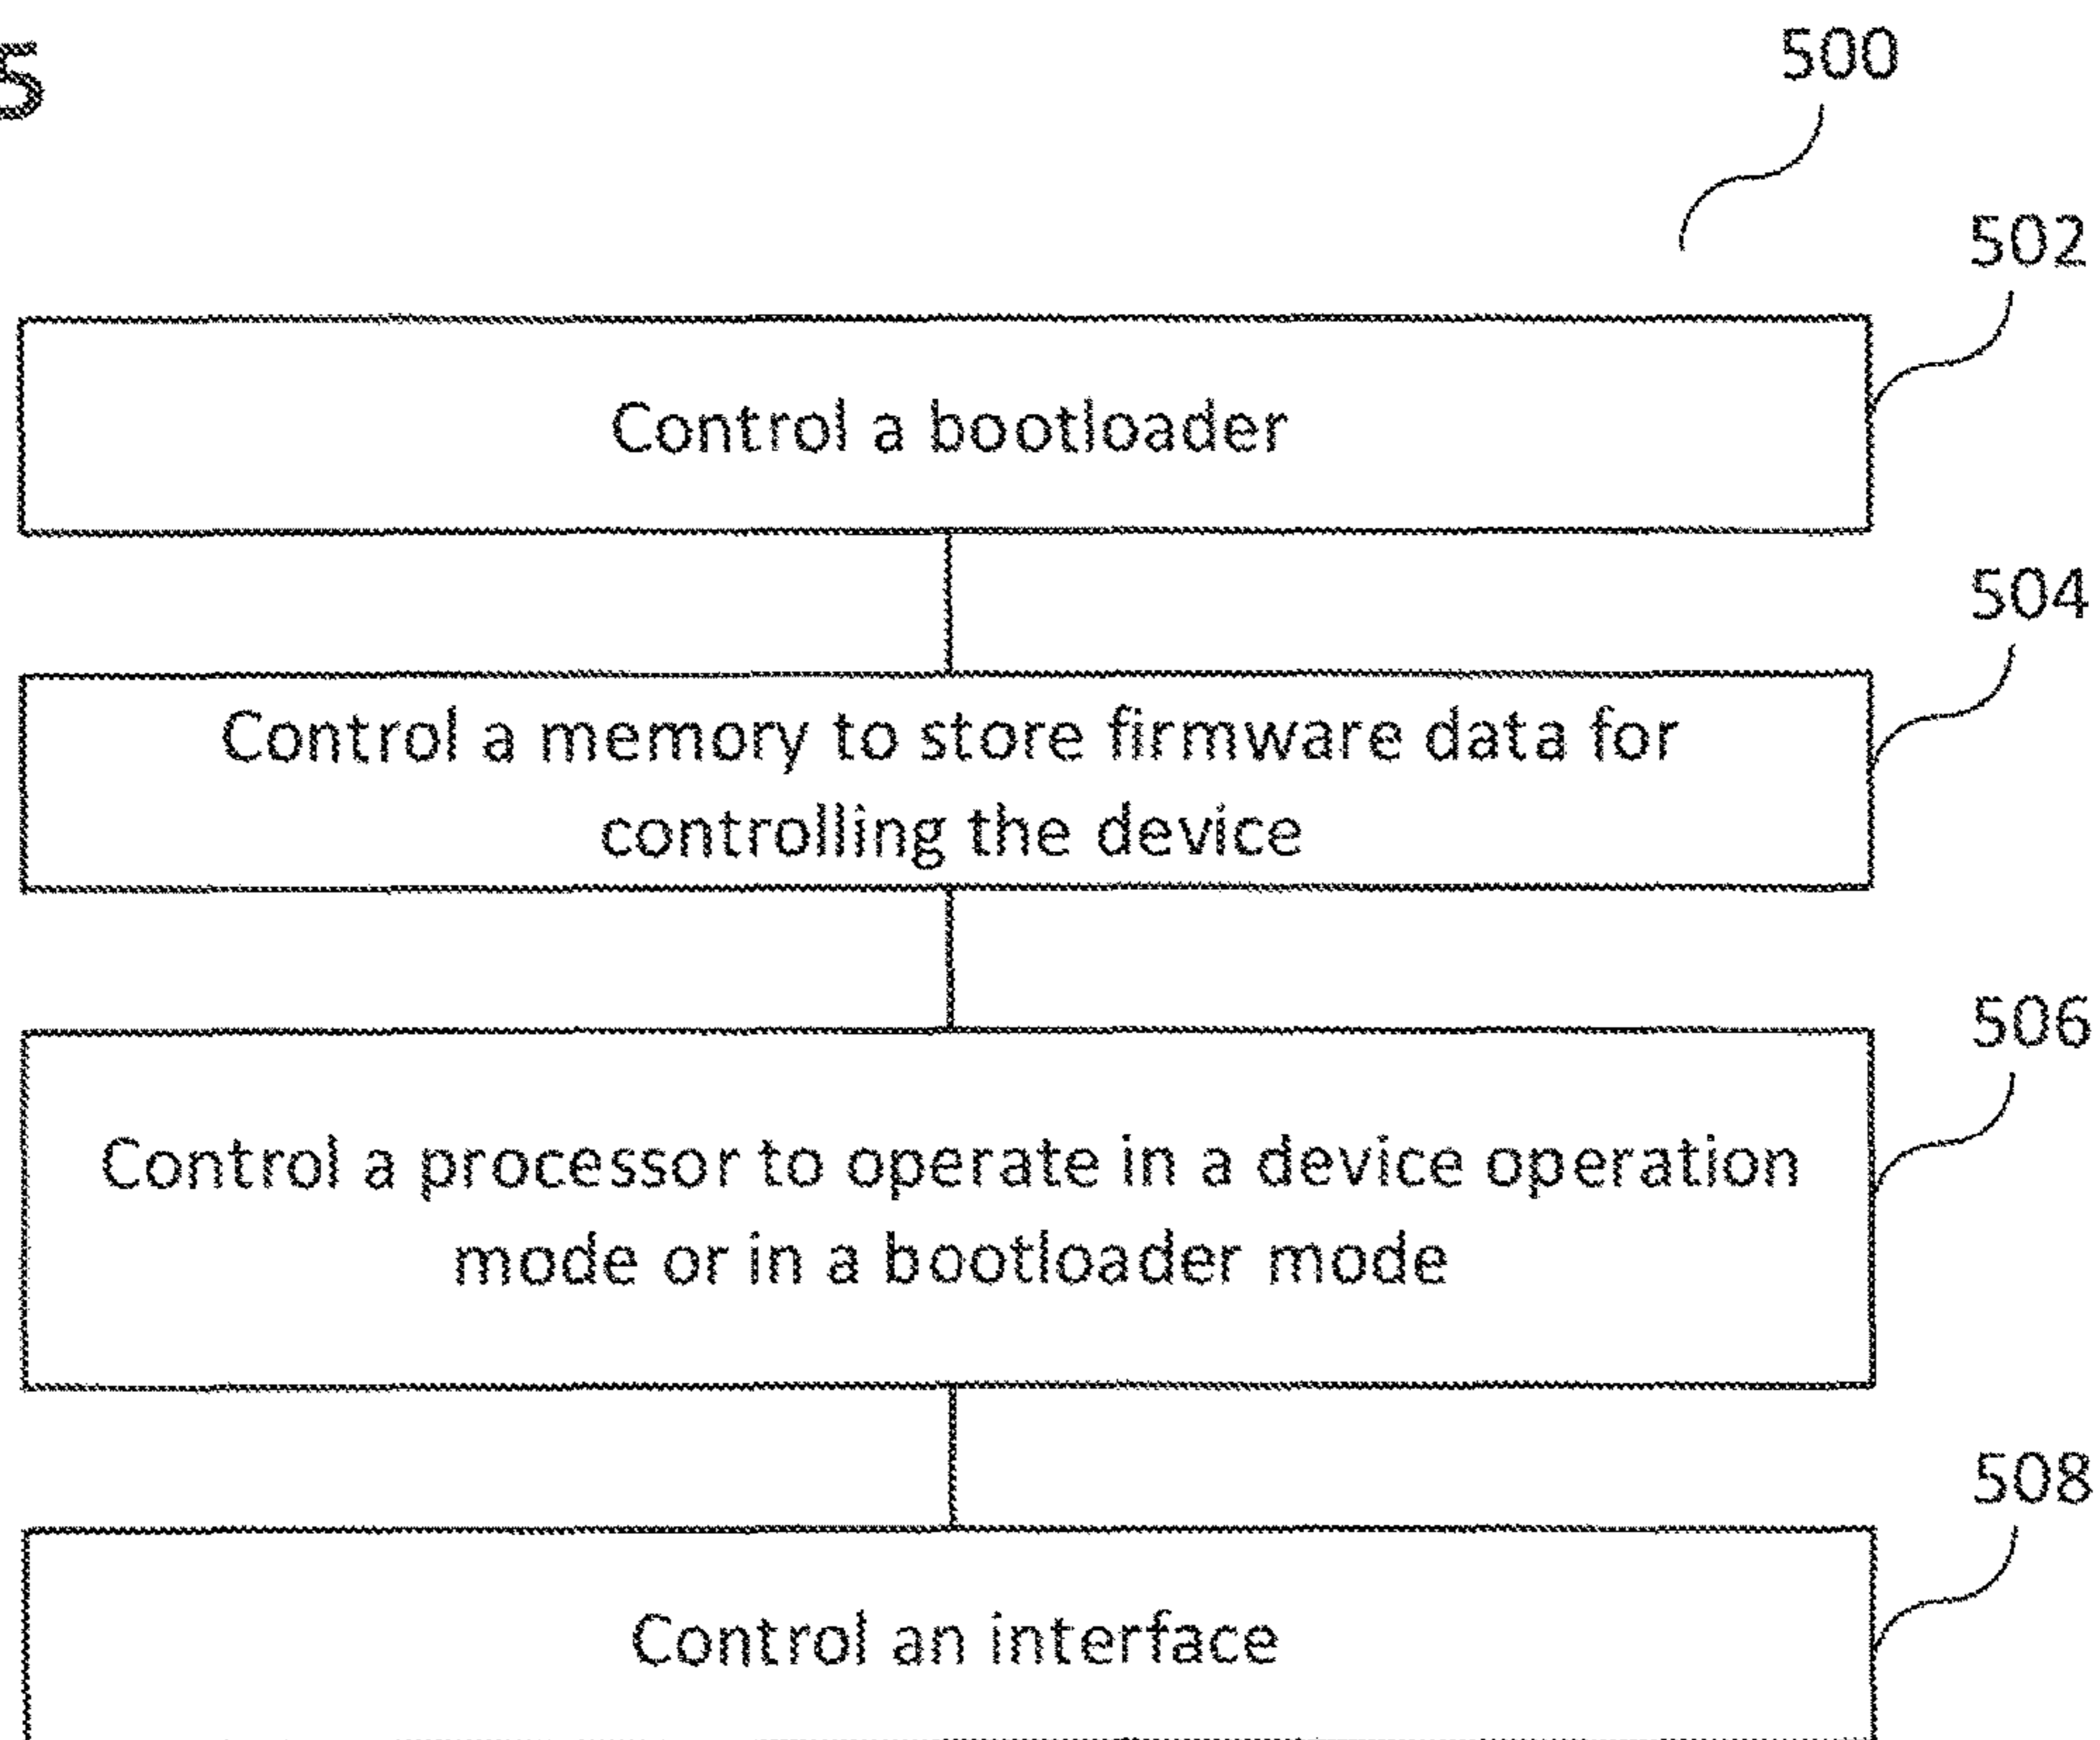 5
500
502
Control a bootloader
504
Control a memory to store firmware data for
controlling the device
506
Control a processor to operate in a device operation
mode or in a bootloader mode
508
Control an interface